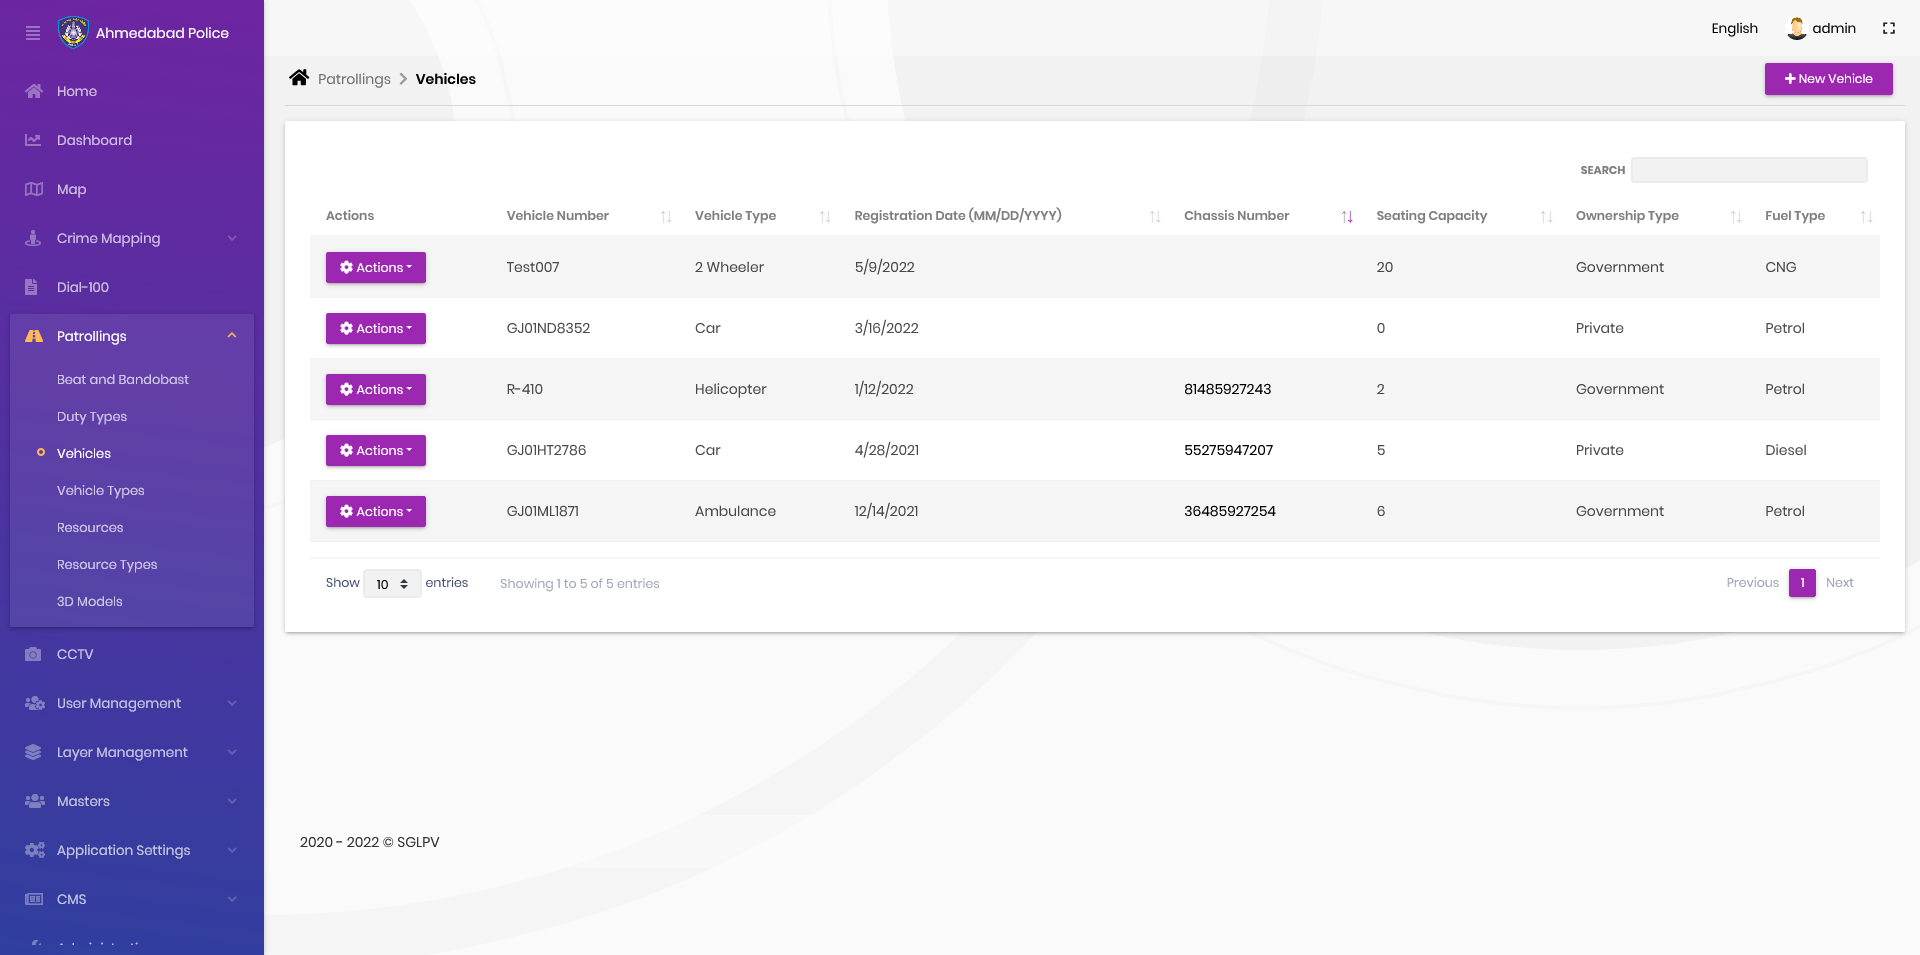 Ahmedabad Police
English admin
Home
Dashboard
Map
Crime Mapping
Dial-100
Patrollings
Beat and Bandobast
Duty Types
Vehicles
Vehicle Types
Resources
Resource Types
3D Models
CCTV
User Management
Layer Management
Masters
Application Settings
CMS
Patrollings Vehicles
New Vehicle
SEARCH
Actions Vehicle Number Vehicle Type Registration Date (MM/DD/YYYY) Chassis Number Seating Capacity Ownership Type Fuel Type
Actions Test007 2 Wheeler 5/9/2022 20 Government CNG
Actions GJ01ND8352 Car 3/16/2022 0 Private Petrol
Actions R-410 Helicopter 1/12/2022 81485927243 2 Government Petrol
Actions GJ01HT2786 Car 4/28/2021 55275947207 5 Private Diesel
Actions GJ01ML1871 Ambulance 12/14/2021 36485927254 6 Government Petrol
Show 10 entries Showing 1 to 5 of 5 entries Previous 1 Next
2020 - 2022 © SGLPV